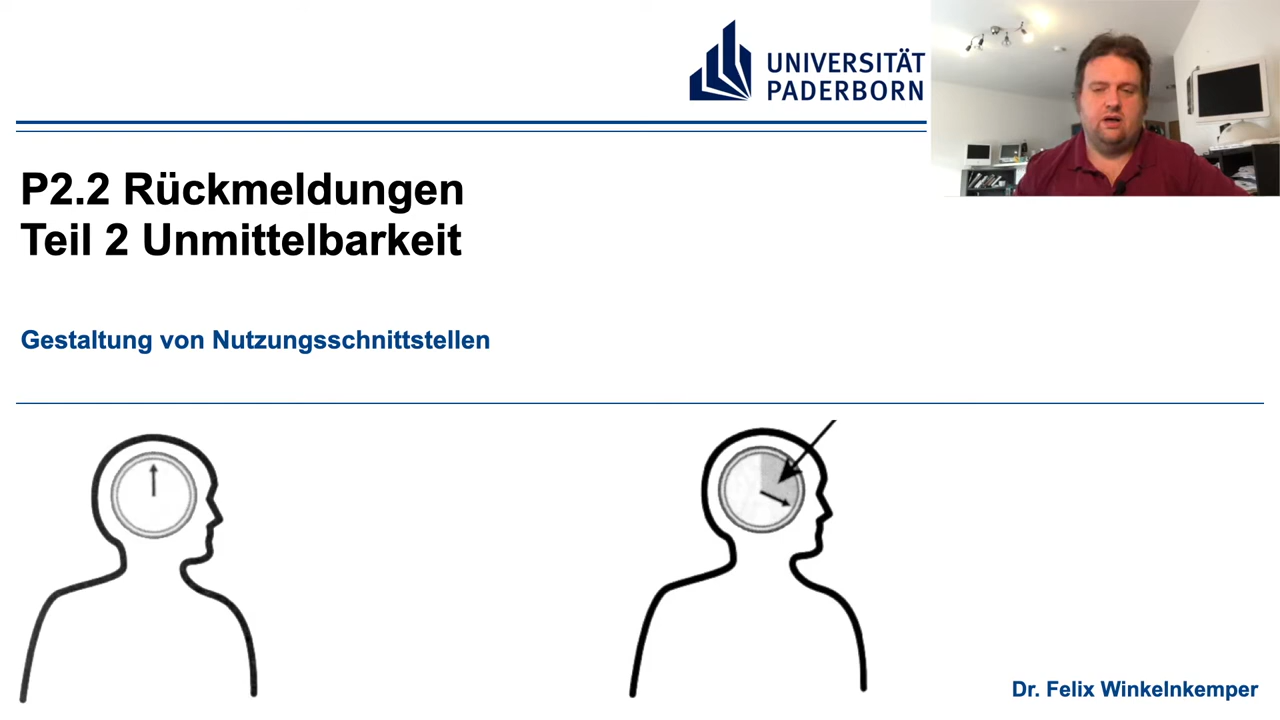 UNIVERSITÄT
PADERBORN
P2.2 Rückmeldungen
Teil 2 Unmittelbarkeit
Gestaltung von Nutzungsschnittstellen
Dr. Felix Winkelnkemper